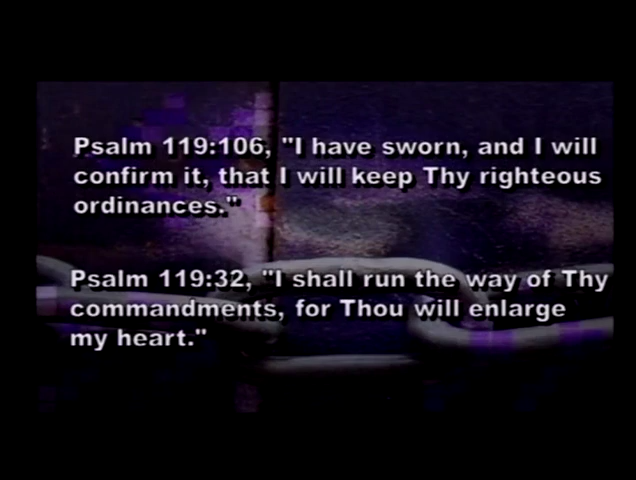 Psalm 119:106, "I have sworn, and I will
confirm it, that I will keep Thy righteous
ordinances."
Psalm 119:32, "I shall run the way of Thy
commandments, for Thou will enlarge
my heart."